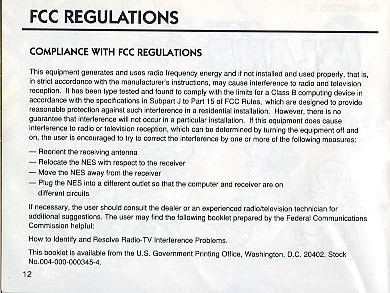 FCC REGULATIONS
COMPLIANCE WITH FCC REGULATIONS
This equipment generates and uses radio frequency energy and if not installed and used properly, that is,
in strict accordance with the manufacturer's instructions, may cause interference to radio and television
reception. It has been type tested and found to comply with the limits for a Class B computing device in
accordance with the specifications in Subpart J to Part 15 of FCC Rules, which are designed to provide
reasonable protection against such interference in a residential installation. However, there is no
guarantee that interference will not occur in a particular installation. If this equipment does cause
interference to radio or television reception, which can be determined by turning the equipment off and
on, the user is encouraged to try to correct the interference by one or more of the following measures:
— Reorient the receiving antenna
— Relocate the NES with respect to the receiver
— Move the NES away from the receiver
— Plug the NES into a different outlet so that the computer and receiver are on
different circuits
If necessary, the user should consult the dealer or an experienced radio/television technician for
additional suggestions. The user may find the following booklet prepared by the Federal Communications
Commission helpful:
How to Identify and Resolve Radio-TV Interference Problems.
This booklet is available from the U.S. Government Printing Office, Washington, D.C. 20402, Stock
No.004-000-000345-4.
12